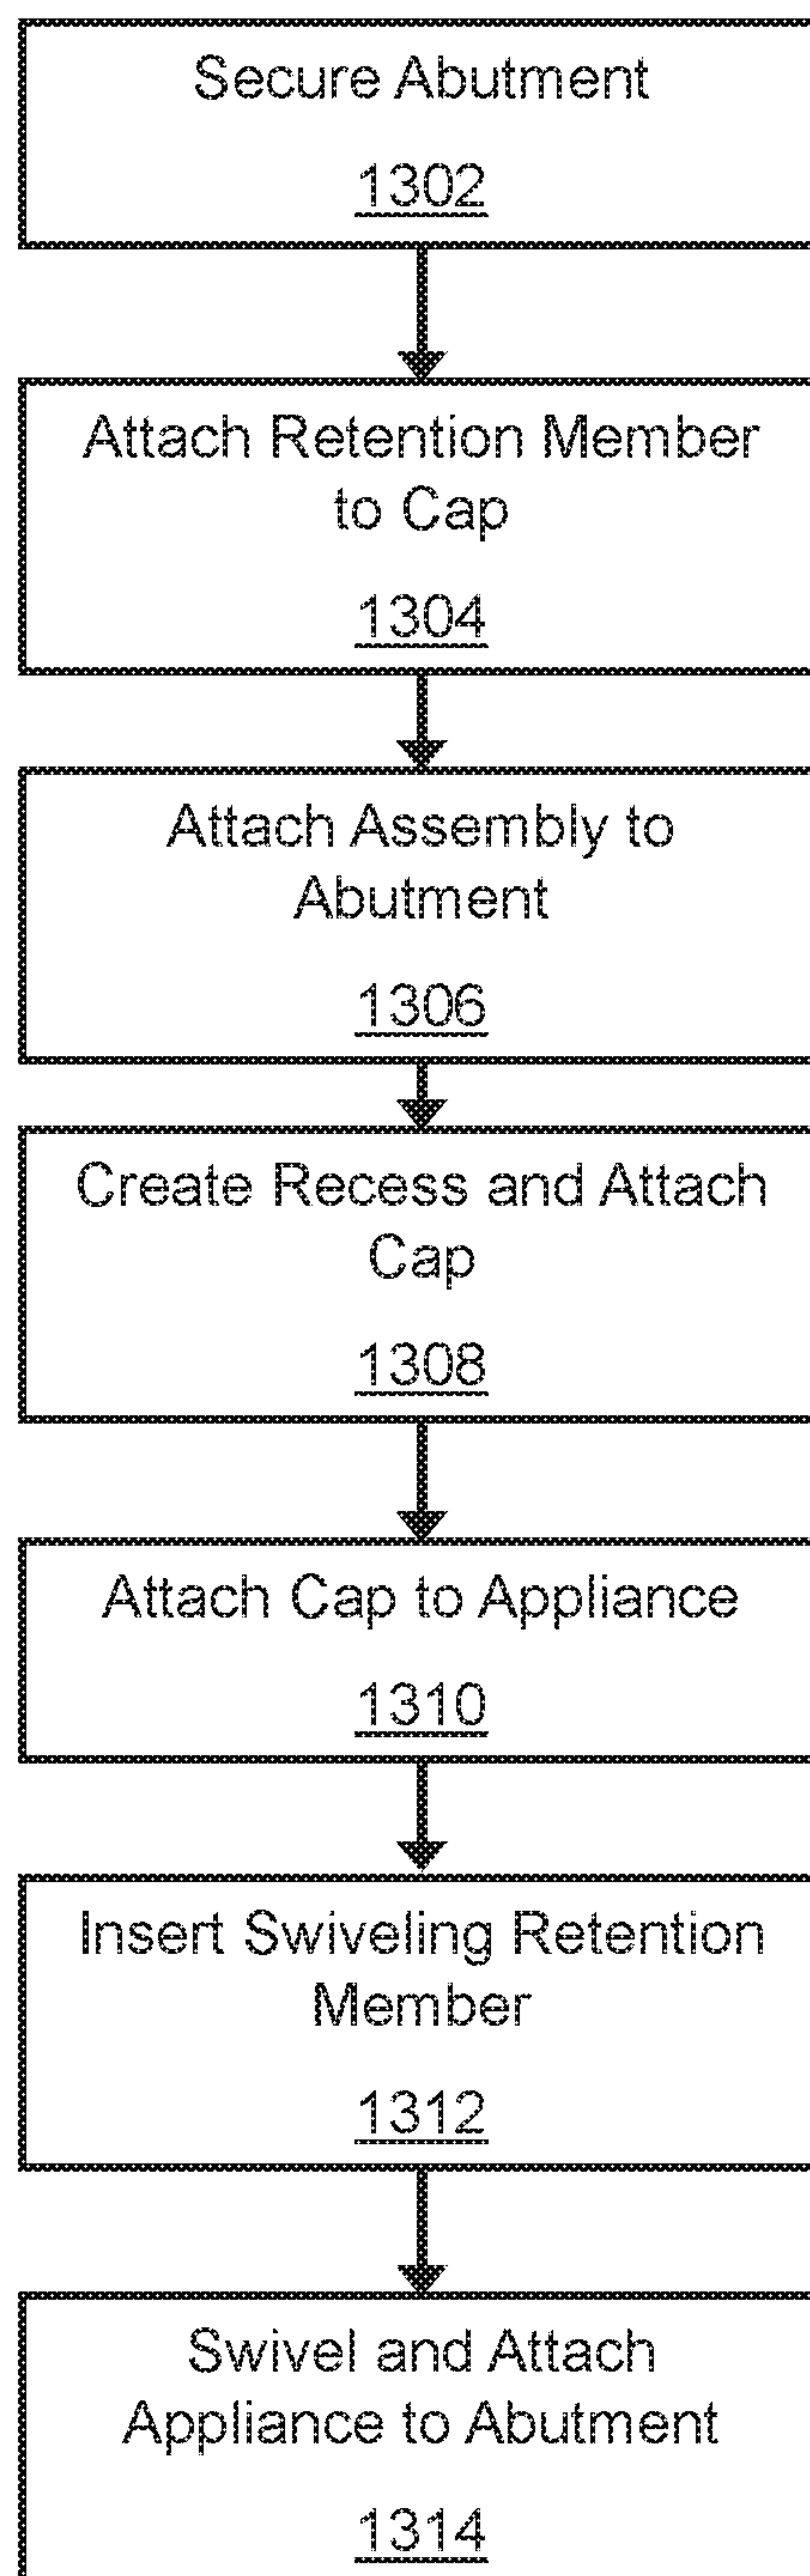 Secure Abutment
1302
Attach Retention Member
to Cap
1304
Attach Assembly to
Abutment
1306
Create Recess and Attach
Cap
1308
Attach Cap to Appliance
1310
Insert Swiveling Retention
Member
1312
Swivel and Attach
Appliance to Abutment
1314